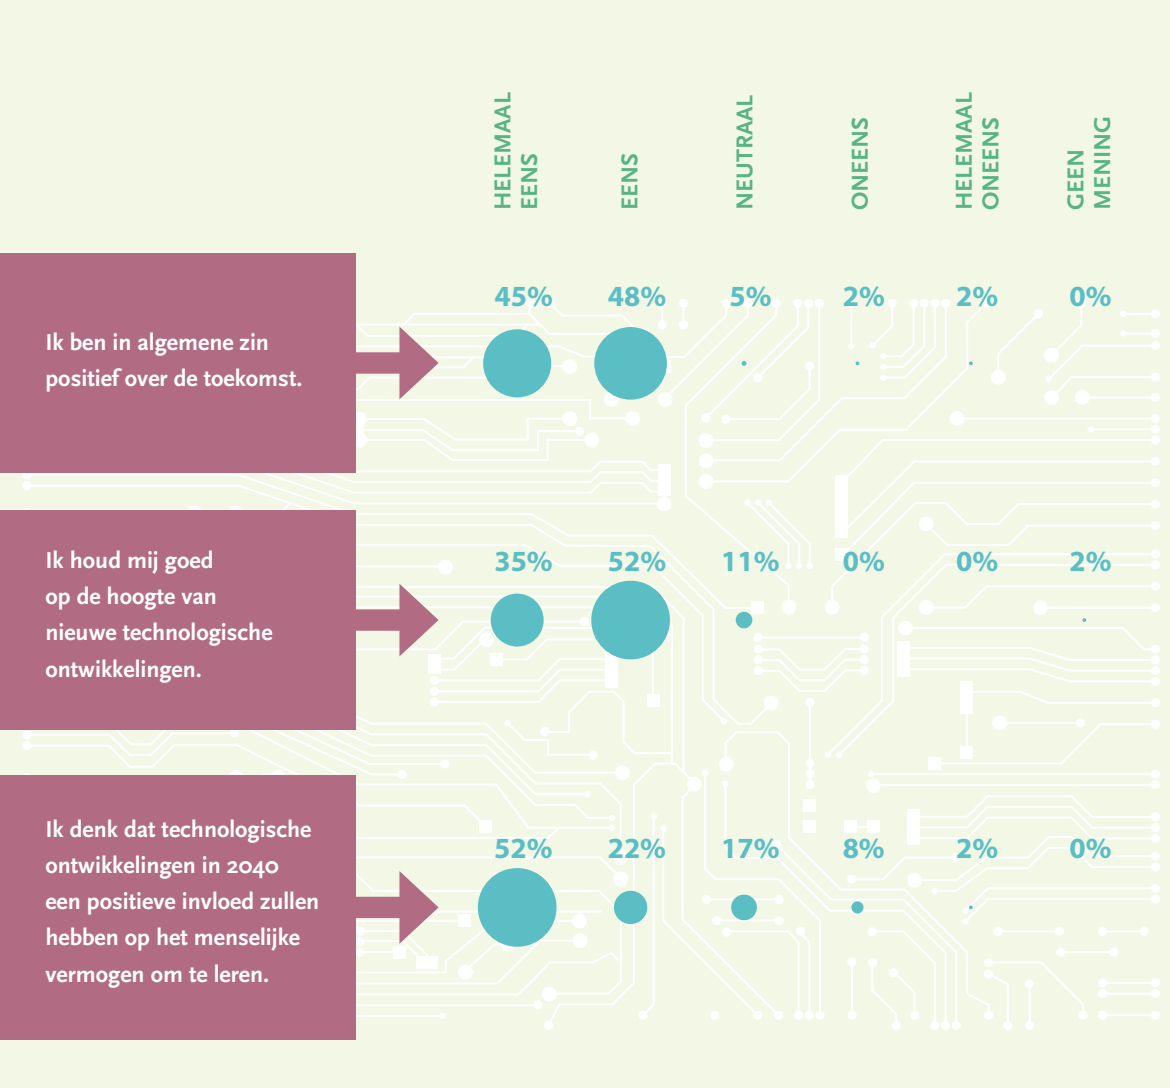 HELEMAAL
EENS
EENS
NEUTRAAL
ONEENS
HELEMAAL
ONEENS
GEEN
MENING
Ik ben in algemene zin
positief over de toekomst.
45% 48% 5% 2% 2% 0%
Ik houd mij goed
op de hoogte van
nieuwe technologische
ontwikkelingen.
35% 52% 11% 0% 0% 2%
Ik denk dat technologische
ontwikkelingen in 2040
een positieve invloed zullen
hebben op het menselijke
vermogen om te leren.
52% 22% 17% 8% 2% 0%